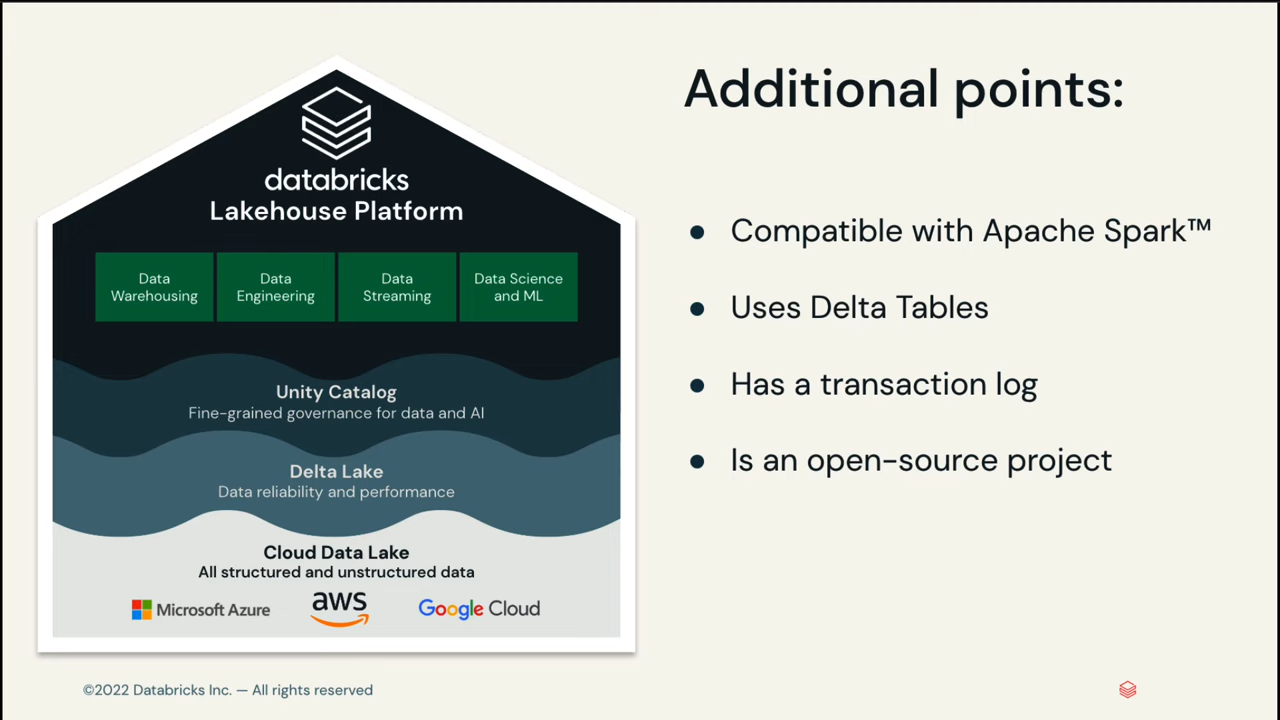 databricks
Lakehouse Platform
Data
Warehousing
Data
Engineering
Data
Streaming
Data Science
and ML
Unity Catalog
Fine-grained governance for data and AI
Delta Lake
Data reliability and performance
Cloud Data Lake
All structured and unstructured data
Microsoft Azure
aws
Google Cloud
Additional points:
● Compatible with Apache Spark™
● Uses Delta Tables
● Has a transaction log
● Is an open-source project
©2022 Databricks Inc. — All rights reserved